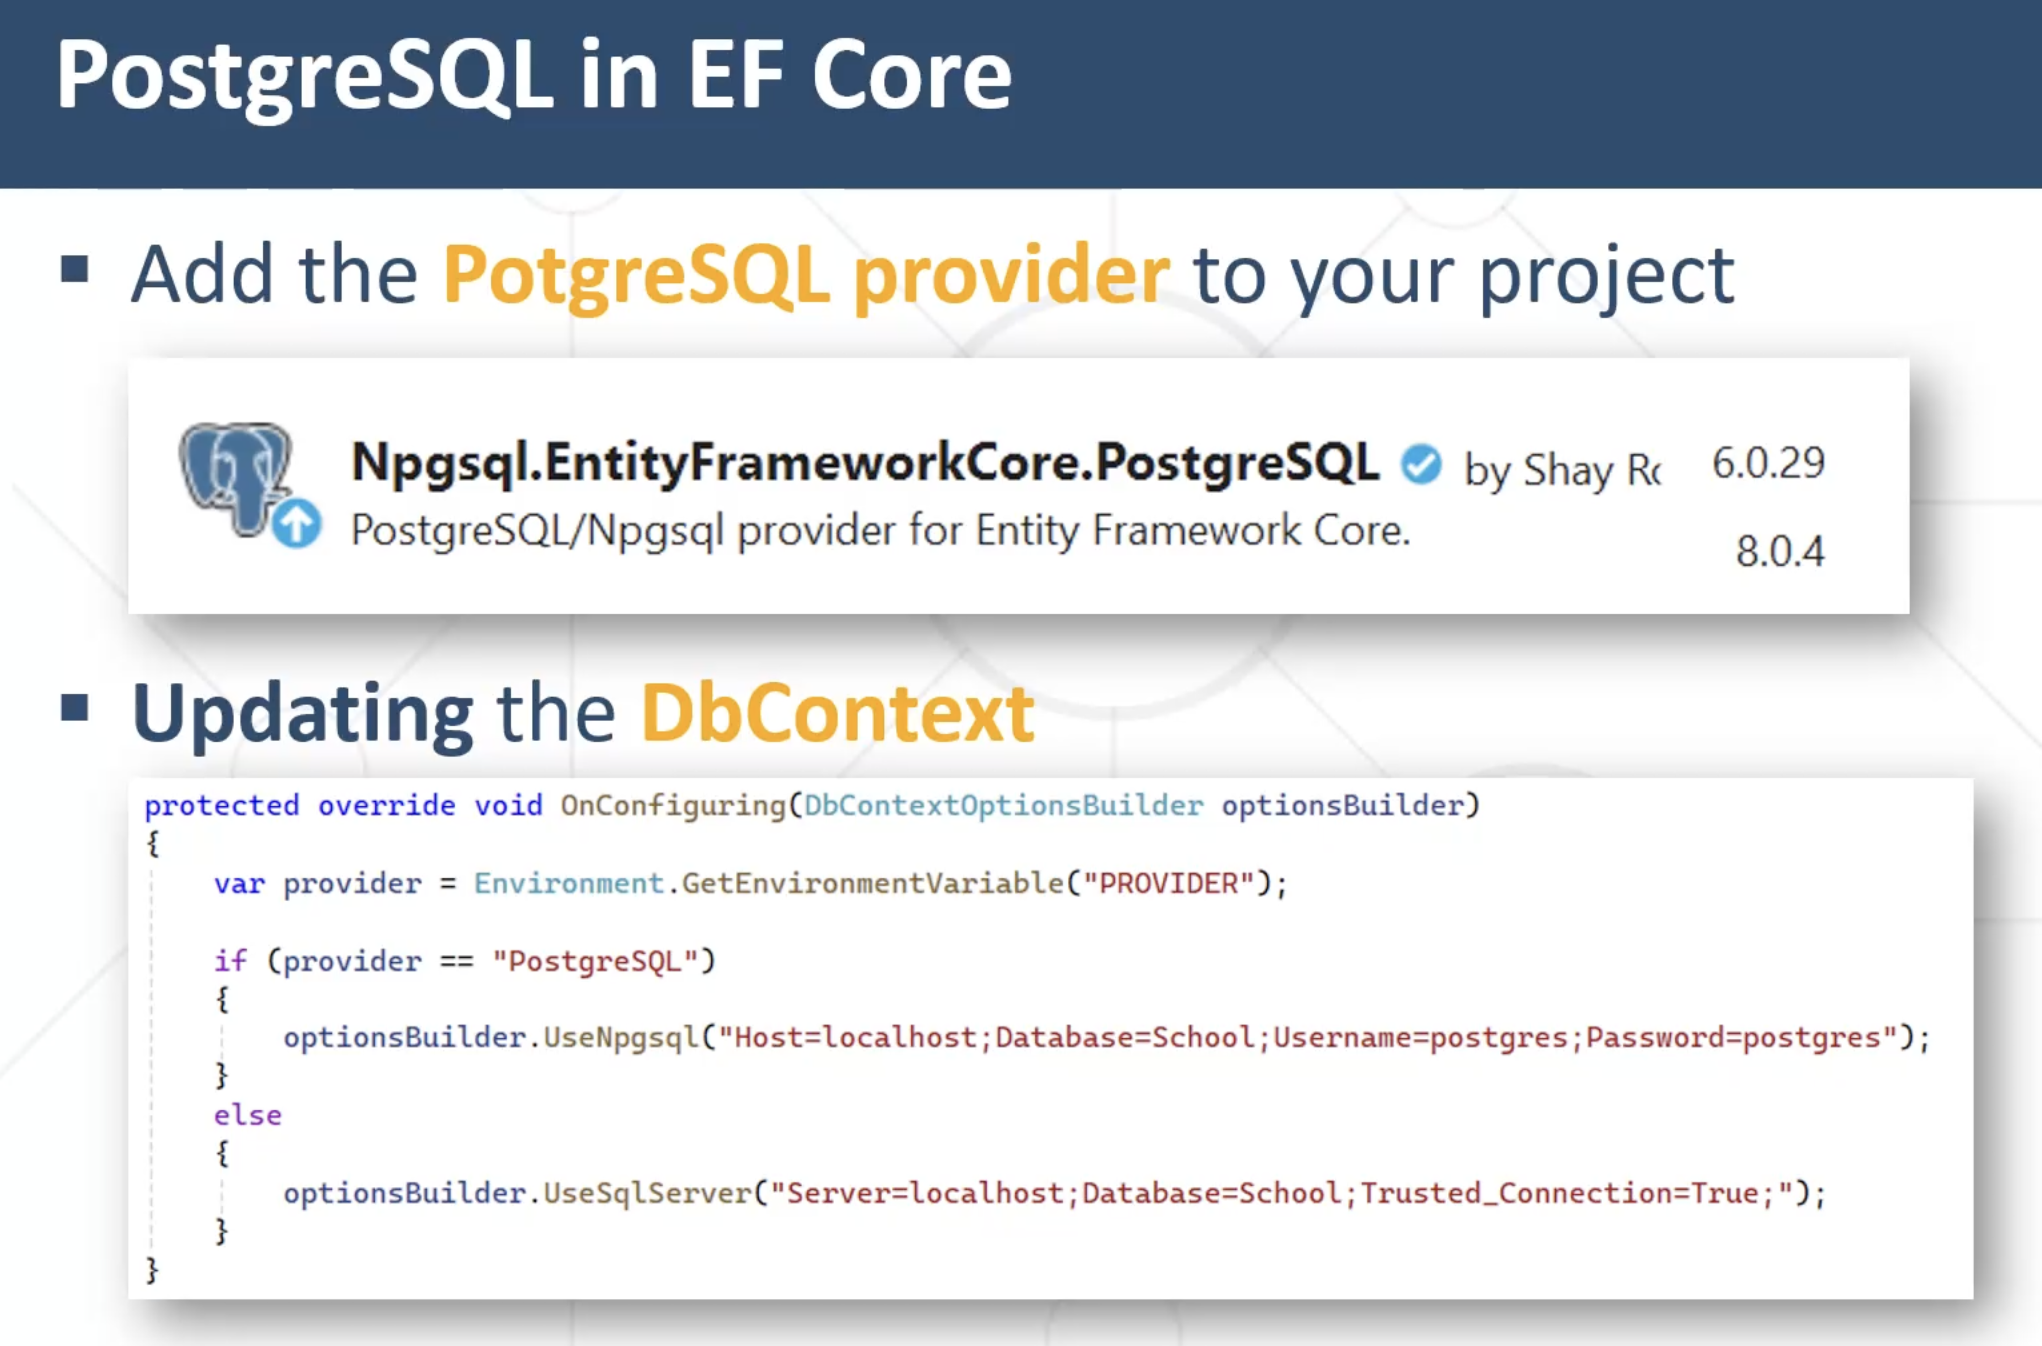 PostgreSQL in EF Core
▪ Add the PotgreSQL provider to your project
Npgsql.EntityFrameworkCore.PostgreSQL by Shay Ro 6.0.29
PostgreSQL/Npgsql provider for Entity Framework Core.
8.0.4
▪ Updating the DbContext
protected override void OnConfiguring(DbContextOptionsBuilder optionsBuilder)
{
    var provider = Environment.GetEnvironmentVariable("PROVIDER");
    if (provider == "PostgreSQL")
    {
        optionsBuilder.UseNpgsql("Host=localhost;Database=School;Username=postgres;Password=postgres");
    }
    else
    {
        optionsBuilder.UseSqlServer("Server=localhost;Database=School;Trusted_Connection=True;");
    }
}